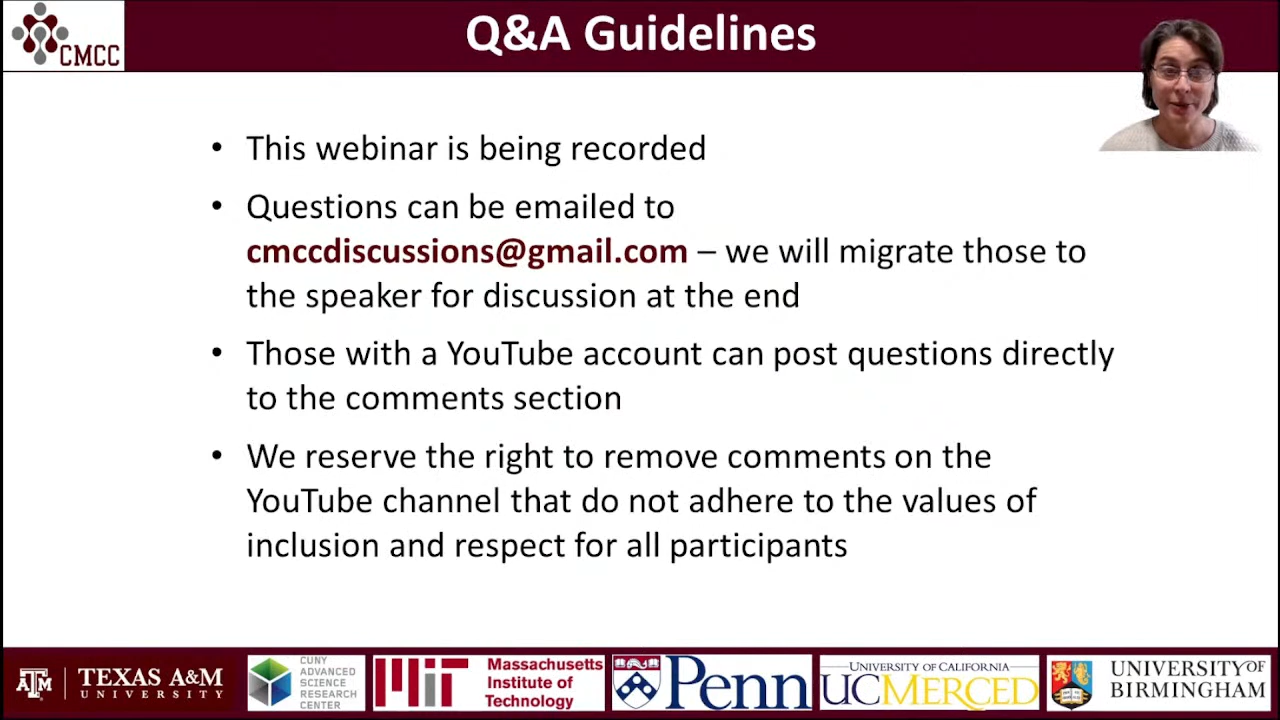 CMCC
Q&A Guidelines
• This webinar is being recorded
• Questions can be emailed to
cmccdiscussions@gmail.com – we will migrate those to
the speaker for discussion at the end
• Those with a YouTube account can post questions directly
to the comments section
• We reserve the right to remove comments on the
YouTube channel that do not adhere to the values of
inclusion and respect for all participants
ATM
TEXAS A&M
UNIVERSITY
CUNY
ADVANCED
SCIENCE
RESEARCH
CENTER
MIT
Massachusetts
Institute of
Technology
Penn
UNIVERSITY OF CALIFORNIA
UCMERCED
UNIVERSITY OF
BIRMINGHAM